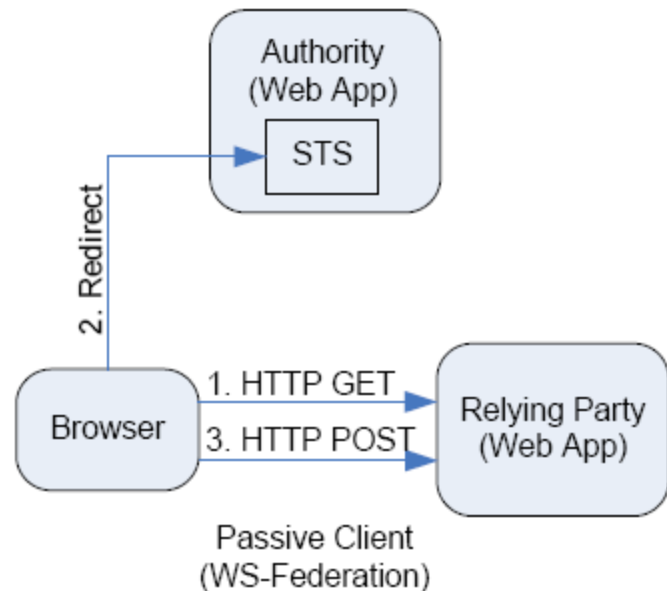 Authority
(Web App)
STS
2. Redirect
1. HTTP GET
Browser
3. HTTP POST
Relying Party
(Web App)
Passive Client
(WS-Federation)